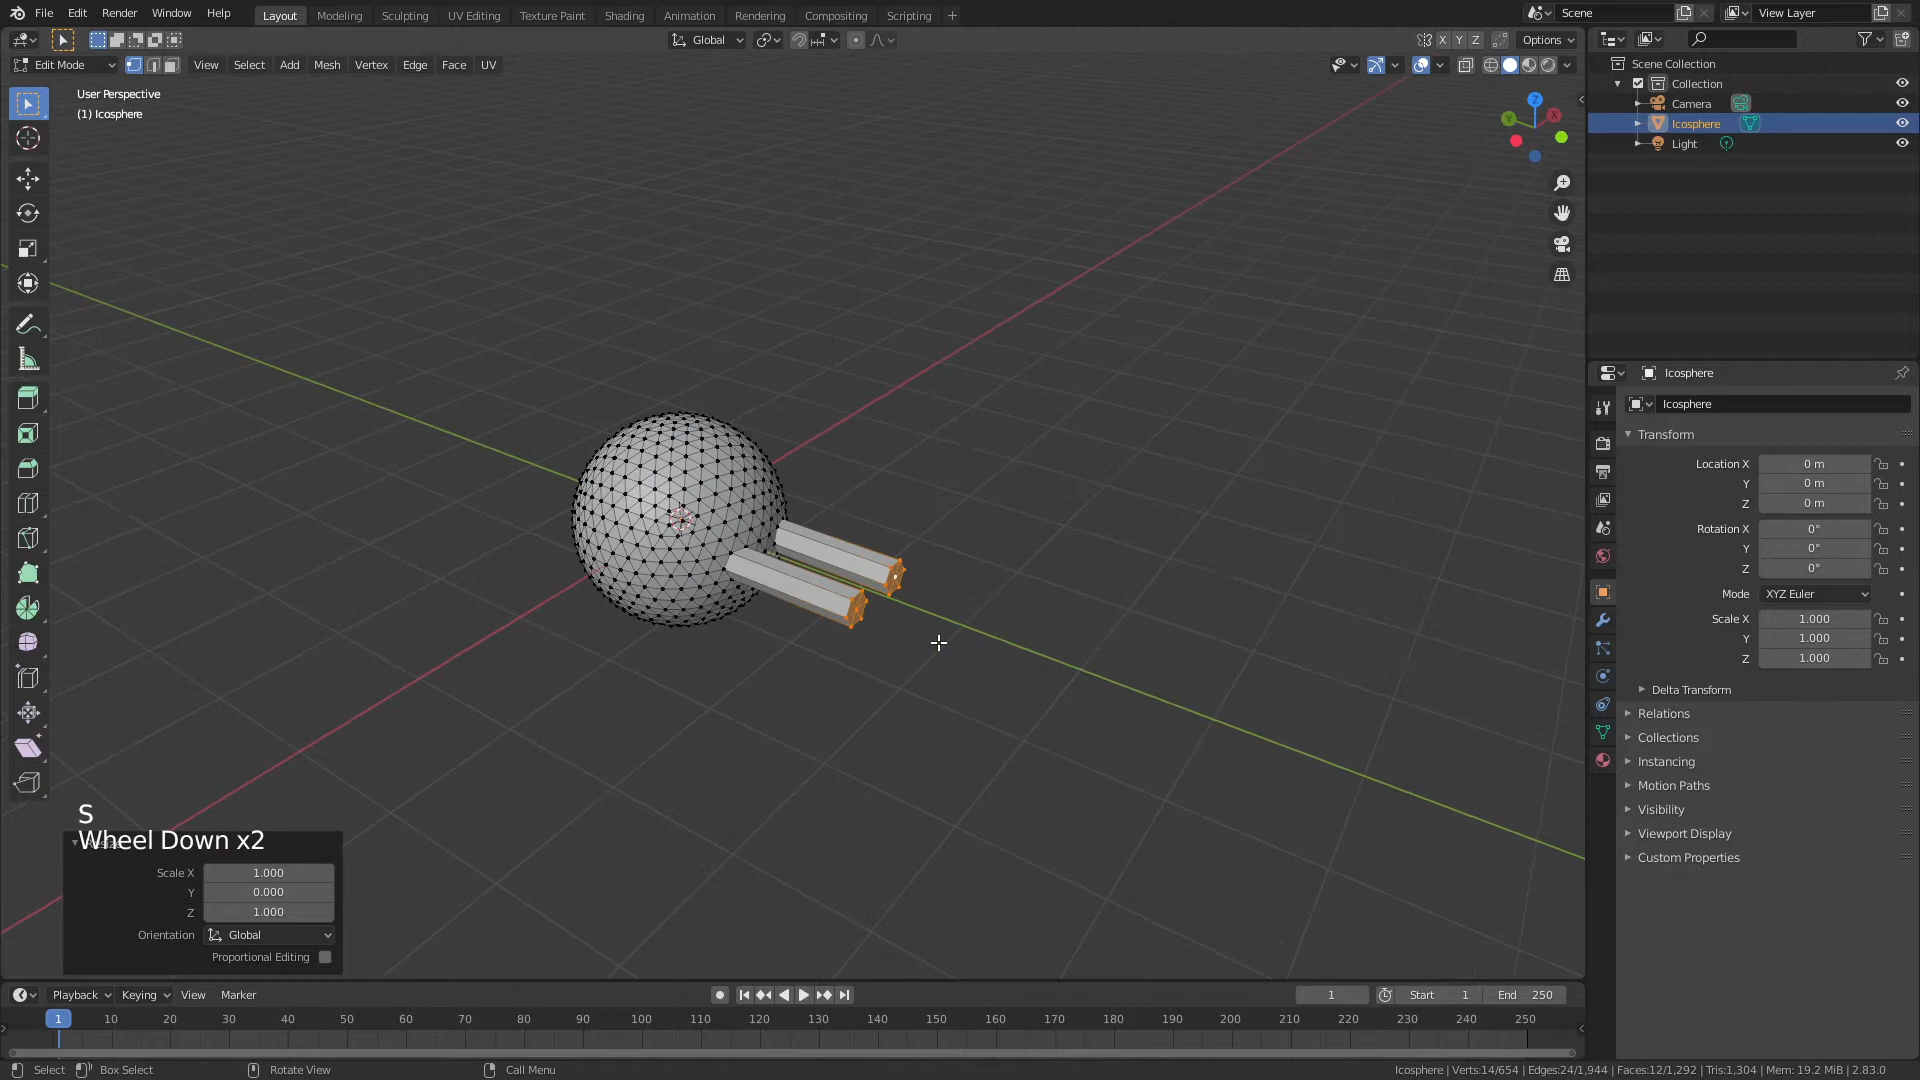 File Edit Render Window Help Layout Modeling Sculpting UV Editing Texture Paint Shading Animation Rendering Compositing Scripting + Scene View Layer
Global X Y Z Options
Edit Mode View Select Add Mesh Vertex Edge Face UV
User Perspective
(1) Icosphere
Z
Y
X
Scene Collection
Collection
Camera
Icosphere
Light
Icosphere
Icosphere
Transform
Location X 0 m
Y 0 m
Z 0 m
Rotation X 0°
Y 0°
Z 0°
Mode XYZ Euler
Scale X 1.000
Y 1.000
Z 1.000
Delta Transform
Relations
Collections
Instancing
Motion Paths
Visibility
Viewport Display
Custom Properties
S
Wheel Down x2
Scale X 1.000
Y 0.000
Z 1.000
Orientation Global
Proportional Editing
Playback Keying View Marker 1 Start 1 End 250
1 10 20 30 40 50 60 70 80 90 100 110 120 130 140 150 160 170 180 190 200 210 220 230 240 250
Select Box Select Rotate View Call Menu Icosphere | Verts:14/654 | Edges:24/1,944 | Faces:12/1,292 | Tris:1,304 | Mem: 19.2 MiB | 2.83.0